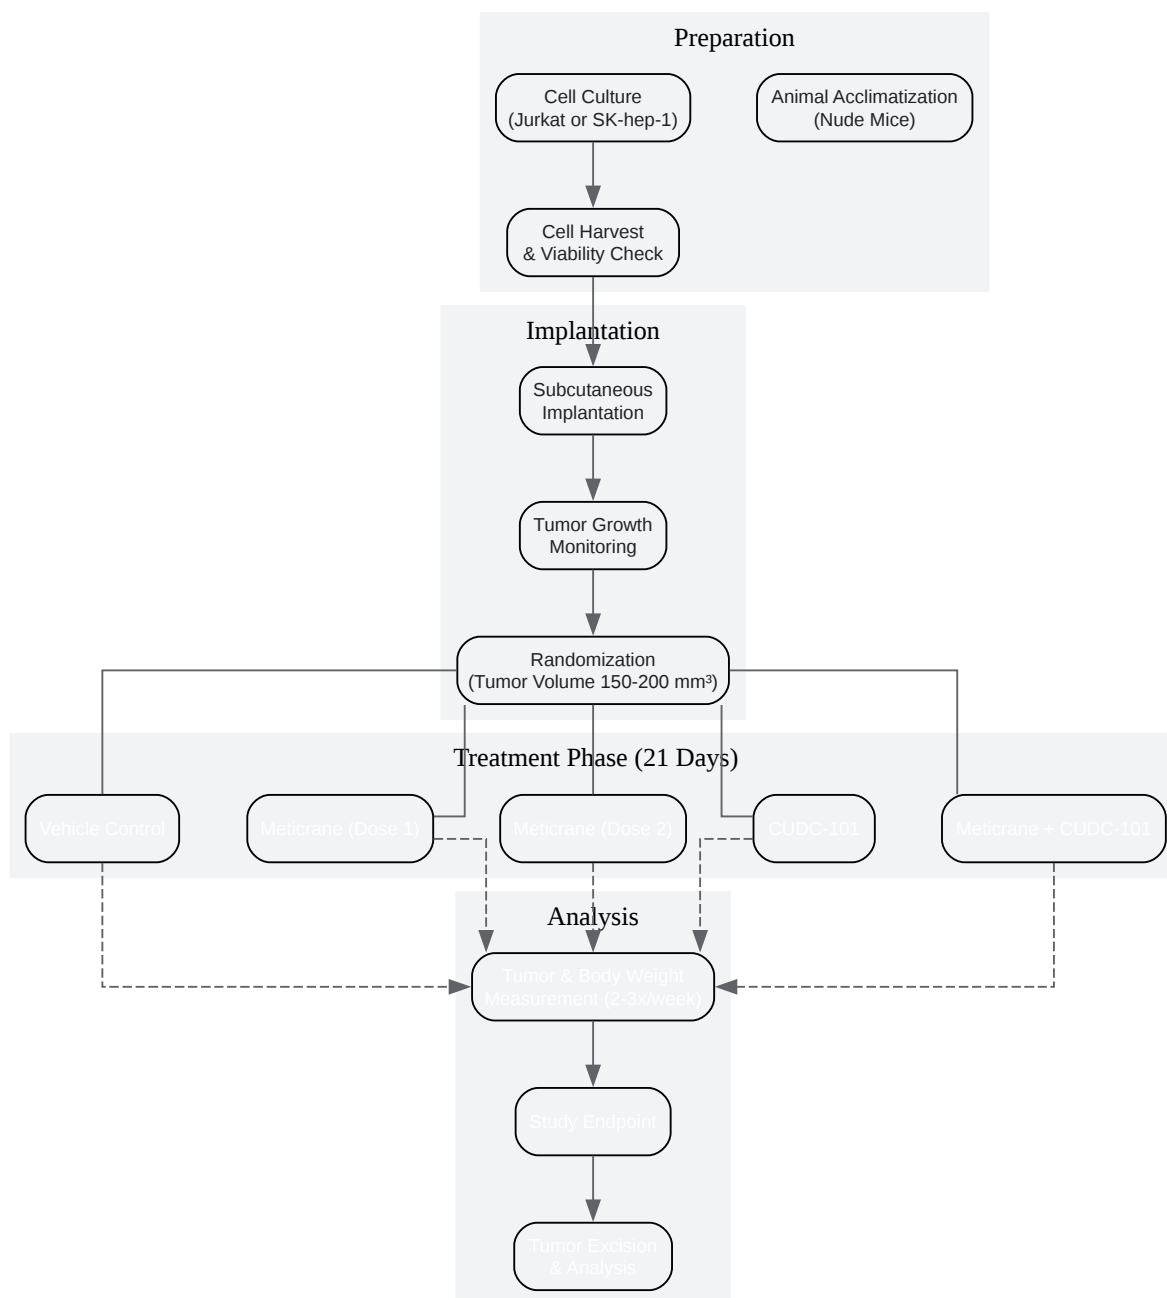 Preparation
Cell Culture
(Jurkat or SK-hep-1)
Animal Acclimatization
(Nude Mice)
Cell Harvest
& Viability Check
Implantation
Subcutaneous
Implantation
Tumor Growth
Monitoring
Randomization
(Tumor Volume 150-200 mm³)
Treatment Phase (21 Days)
Vehicle Control
Meticrane (Dose 1)
Meticrane (Dose 2)
CUDC-101
Meticrane + CUDC-101
Analysis
Tumor & Body Weight
Measurement (2-3x/week)
Study Endpoint
Tumor Excision
& Analysis